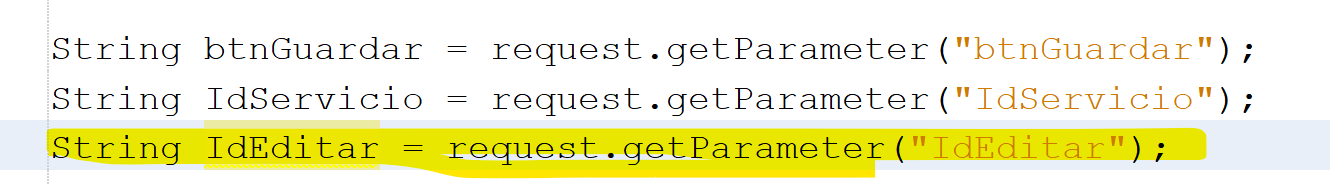 String btnGuardar = request.getParameter("btnGuardar");
String IdServicio = request.getParameter("IdServicio");
String IdEditar = request.getParameter("IdEditar");